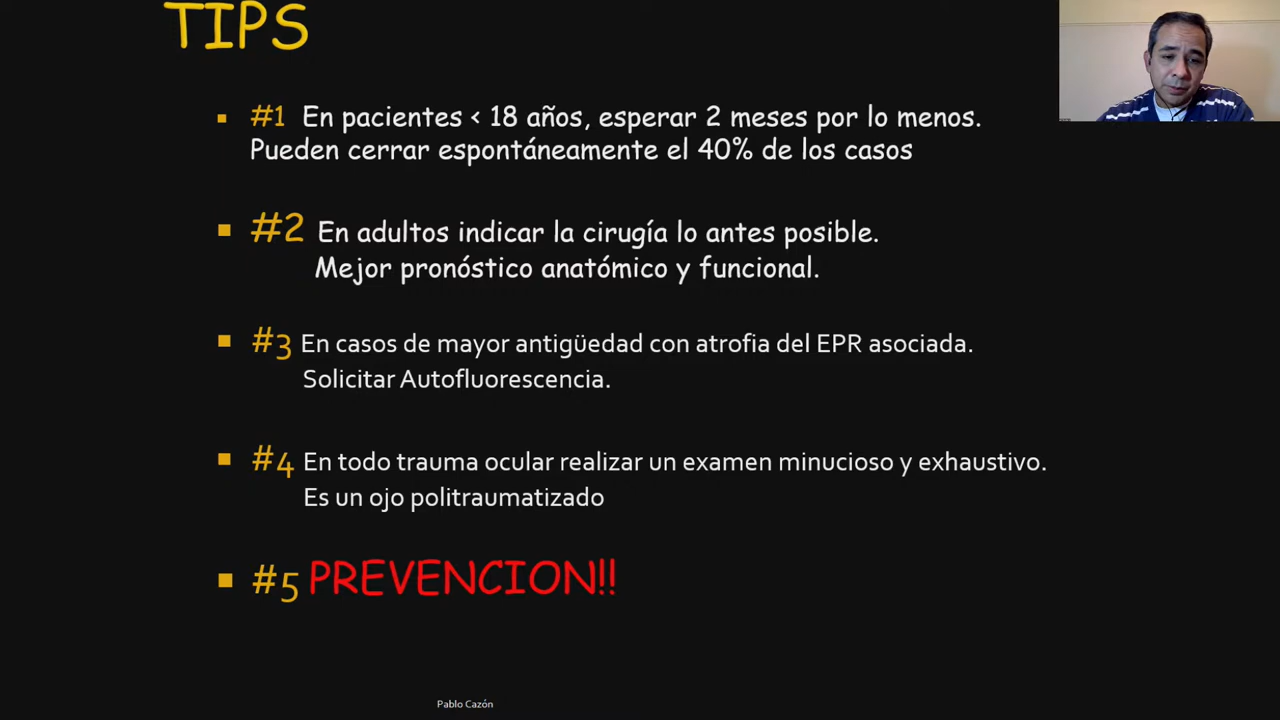 TIPS
#1 En pacientes < 18 años, esperar 2 meses por lo menos.
Pueden cerrar espontáneamente el 40% de los casos
#2 En adultos indicar la cirugía lo antes posible.
Mejor pronóstico anatómico y funcional.
#3 En casos de mayor antigüedad con atrofia del EPR asociada.
Solicitar Autofluorescencia.
#4 En todo trauma ocular realizar un examen minucioso y exhaustivo.
Es un ojo politraumatizado
#5 PREVENCION!!
Pablo Cazón